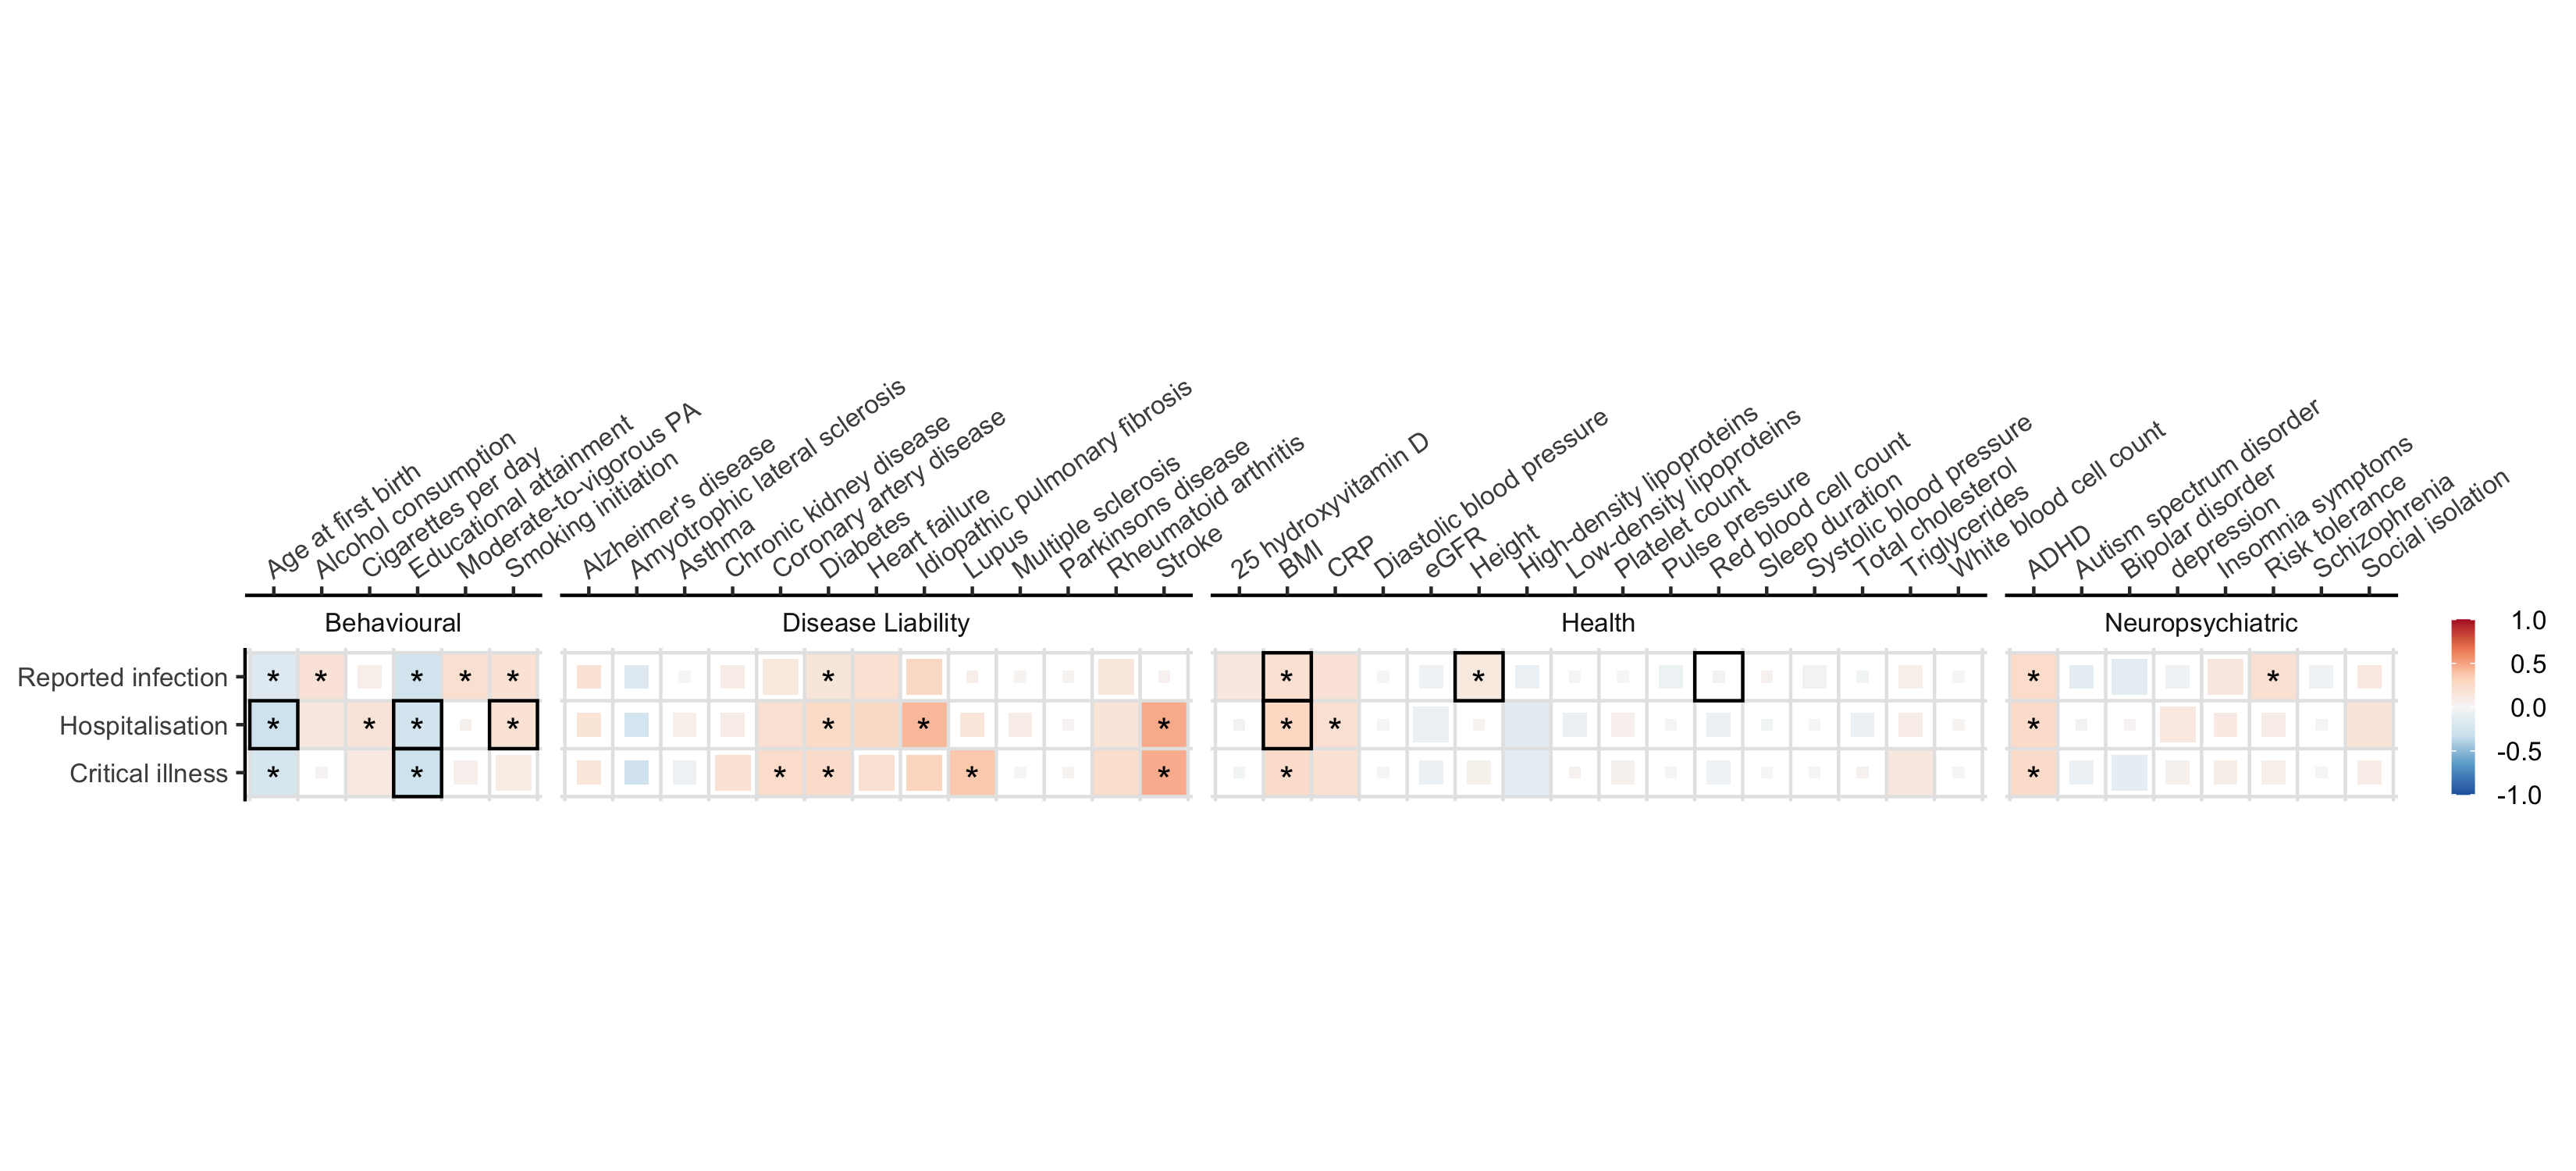 Age at first birth
Alcohol consumption
Cigarettes per day
Educational attainment
Moderate-to-vigorous PA
Smoking initiation
Alzheimer's disease
Amyotrophic lateral sclerosis
Asthma
Chronic kidney disease
Coronary artery disease
Diabetes
Heart failure
Idiopathic pulmonary fibrosis
Lupus
Multiple sclerosis
Parkinsons disease
Rheumatoid arthritis
Stroke
25 hydroxyvitamin D
BMI
CRP
Diastolic blood pressure
eGFR
Height
High-density lipoproteins
Low-density lipoproteins
Platelet count
Pulse pressure
Red blood cell count
Sleep duration
Systolic blood pressure
Total cholesterol
Triglycerides
White blood cell count
ADHD
Autism spectrum disorder
Bipolar disorder
depression
Insomnia symptoms
Risk tolerance
Schizophrenia
Social isolation
Behavioural
Disease Liability
Health
Neuropsychiatric
Reported infection * * * * * * * * * *
Hospitalisation * * * * * * * * * * *
Critical illness * * * * * * * *
1.0
0.5
0.0
-0.5
-1.0